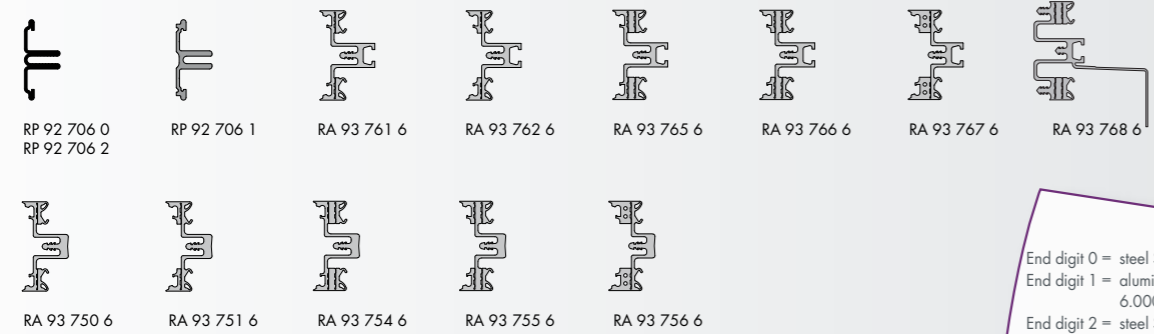 RP 92 706 0
RP 92 706 2
RP 92 706 1
RA 93 761 6
RA 93 762 6
RA 93 765 6
RA 93 766 6
RA 93 767 6
RA 93 768 6
RA 93 750 6
RA 93 751 6
RA 93 754 6
RA 93 755 6
RA 93 756 6
End digit 0 = steel
End digit 1 = alumi
6.000
End digit 2 = steel